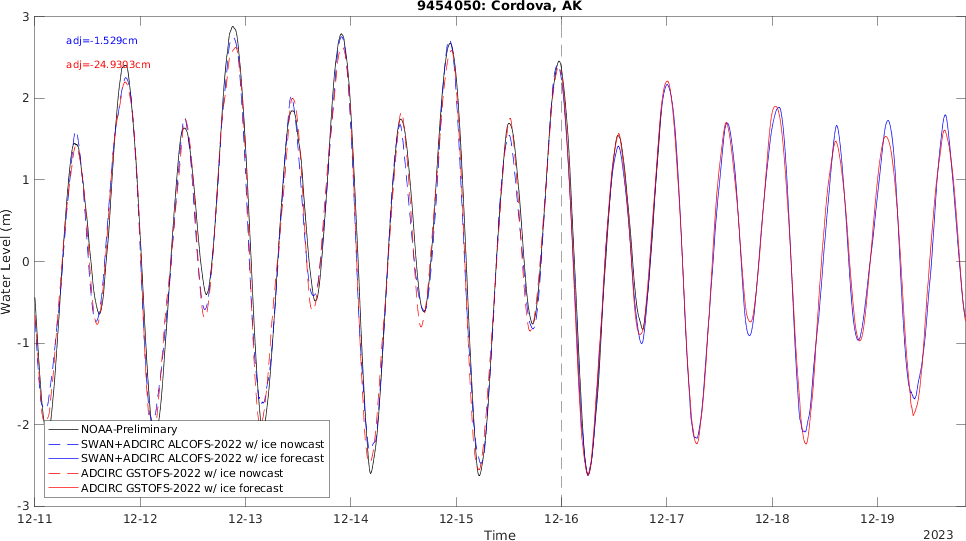 9454050: Cordova, AK
3
2
1
0
-1
-2
-3
Water Level (m)
adj=-1.529cm
adj=-24.9393cm
NOAA-Preliminary
SWAN+ADCIRC ALCOFS-2022 w/ ice nowcast
SWAN+ADCIRC ALCOFS-2022 w/ ice forecast
ADCIRC GSTOFS-2022 w/ ice nowcast
ADCIRC GSTOFS-2022 w/ ice forecast
12-11 12-12 12-13 12-14 12-15 12-16 12-17 12-18 12-19
Time
2023